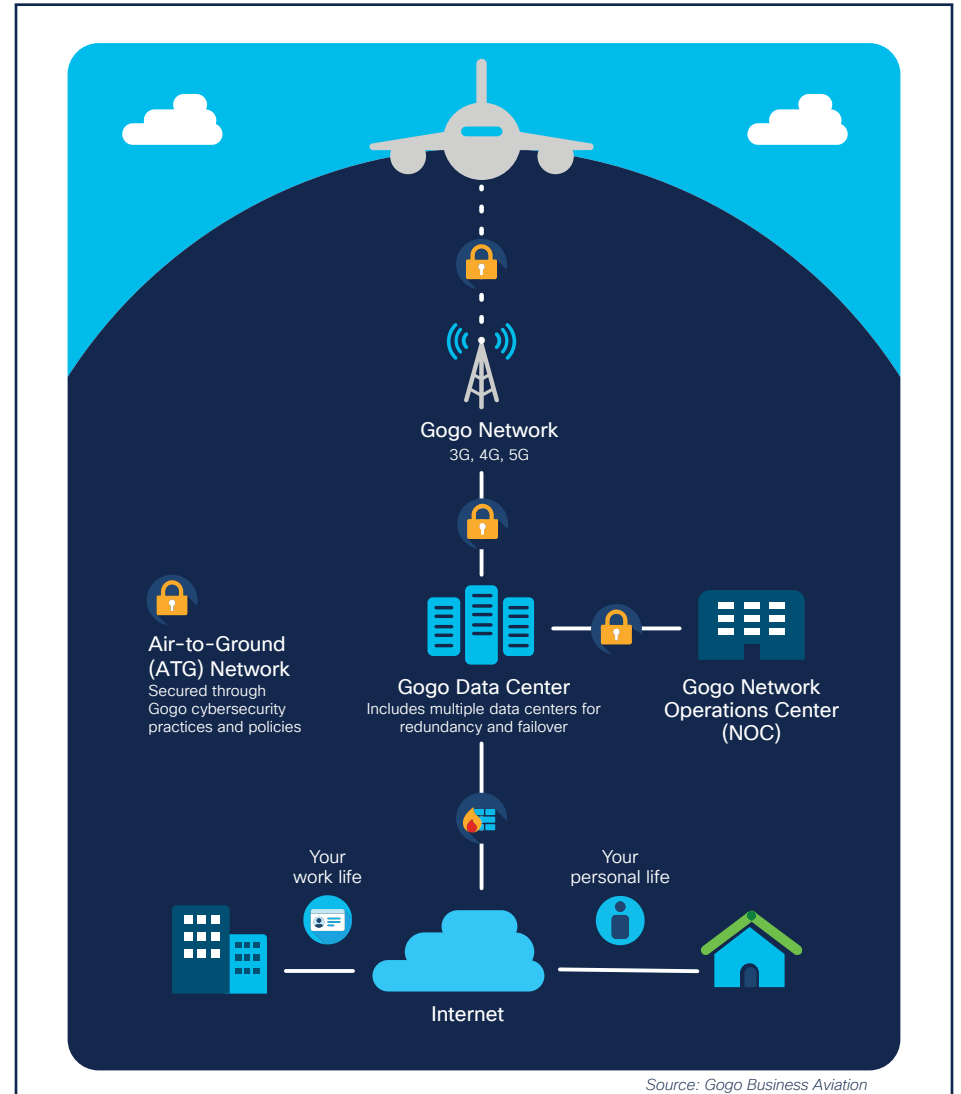 Gogo Network
3G, 4G, 5G
Air-to-Ground
(ATG) Network
Secured through
Gogo cybersecurity
practices and policies
Gogo Data Center
Includes multiple data centers for
redundancy and failover
Gogo Network
Operations Center
(NOC)
Your
work life
Your
personal life
Internet
Source: Gogo Business Aviation